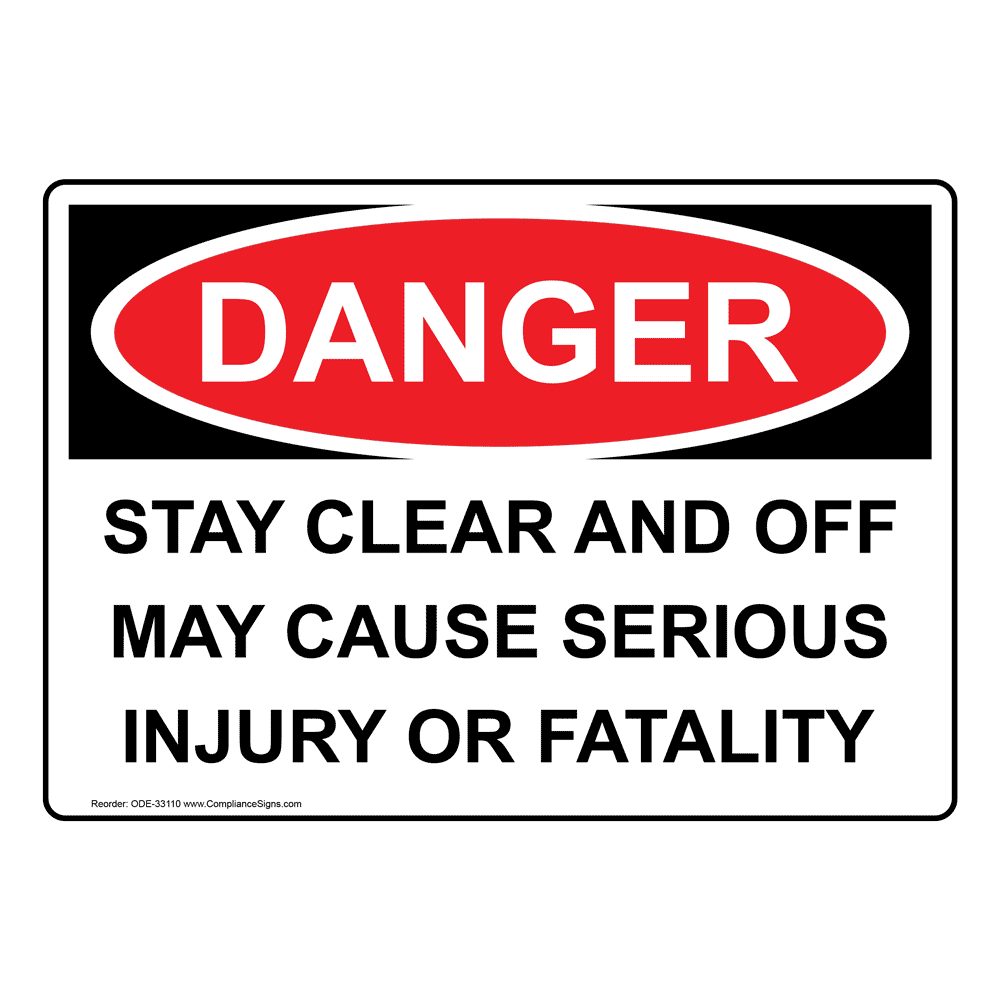 DANGER
STAY CLEAR AND OFF
MAY CAUSE SERIOUS
INJURY OR FATALITY
Reorder: ODE-33110 www.ComplianceSigns.com